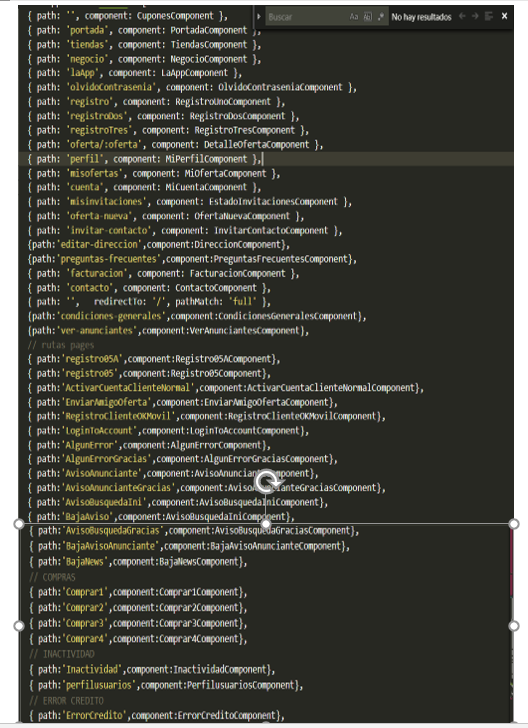 { path: '', component: CuponesComponent },
Buscar Aa Ab| .* No hay resultados
{ path: 'portada', component: PortadaComponent },
{ path: 'tiendas', component: TiendasComponent },
{ path: 'negocio', component: NegocioComponent },
{ path: 'laApp', component: LaAppComponent },
{ path: 'olvidoContrasenia', component: OlvidoContraseniaComponent },
{ path: 'registro', component: RegistroUnoComponent },
{ path: 'registroDos', component: RegistroDosComponent },
{ path: 'registroTres', component: RegistroTresComponent },
{ path: 'oferta/:oferta', component: DetalleOfertaComponent },
{ path: 'perfil', component: MiPerfilComponent },
{ path: 'misofertas', component: MiOfertaComponent },
{ path: 'cuenta', component: MiCuentaComponent },
{ path: 'misinvitaciones', component: EstadoInvitacionesComponent },
{ path: 'oferta-nueva', component: OfertaNuevaComponent },
{ path: 'invitar-contacto', component: InvitarContactoComponent },
{path:'editar-direccion',component:DireccionComponent},
{path:'preguntas-frecuentes',component:PreguntasFrecuentesComponent},
{ path: 'facturacion', component: FacturacionComponent },
{ path: 'contacto', component: ContactoComponent },
{ path: '', redirectTo: '/', pathMatch: 'full' },
{path:'condiciones-generales',component:CondicionesGeneralesComponent},
{path:'ver-anunciantes',component:VerAnunciantesComponent},
// rutas pages
{ path:'registro05A',component:Registro05AComponent},
{ path:'registro05',component:Registro05Component},
{ path:'ActivarCuentaClienteNormal',component:ActivarCuentaClienteNormalComponent},
{ path:'EnviarAmigoOferta',component:EnviarAmigoOfertaComponent},
{ path:'RegistroClienteOKMovil',component:RegistroClienteOKMovilComponent},
{ path:'LoginToAccount',component:LoginToAccountComponent},
{ path:'AlgunError',component:AlgunErrorComponent},
{ path:'AlgunErrorGracias',component:AlgunErrorGraciasComponent},
{ path:'AvisoAnunciante',component:AvisoAnuncianteComponent},
{ path:'AvisoAnuncianteGracias',component:AvisoAnuncianteGraciasComponent},
{ path:'AvisoBusquedaIni',component:AvisoBusquedaIniComponent},
{ path:'BajaAviso',component:AvisoBusquedaIniComponent},
{ path:'AvisoBusquedaGracias',component:AvisoBusquedaGraciasComponent},
{ path:'BajaAvisoAnunciante',component:BajaAvisoAnuncianteComponent},
{ path:'BajaNews',component:BajaNewsComponent},
// COMPRAS
{ path:'Comprar1',component:Comprar1Component},
{ path:'Comprar2',component:Comprar2Component},
{ path:'Comprar3',component:Comprar3Component},
{ path:'Comprar4',component:Comprar4Component},
// INACTIVIDAD
{ path:'Inactividad',component:InactividadComponent},
{ path:'perfilusuarios',component:PerfilusuariosComponent},
// ERROR CREDITO
{ path:'ErrorCredito',component:ErrorCreditoComponent},